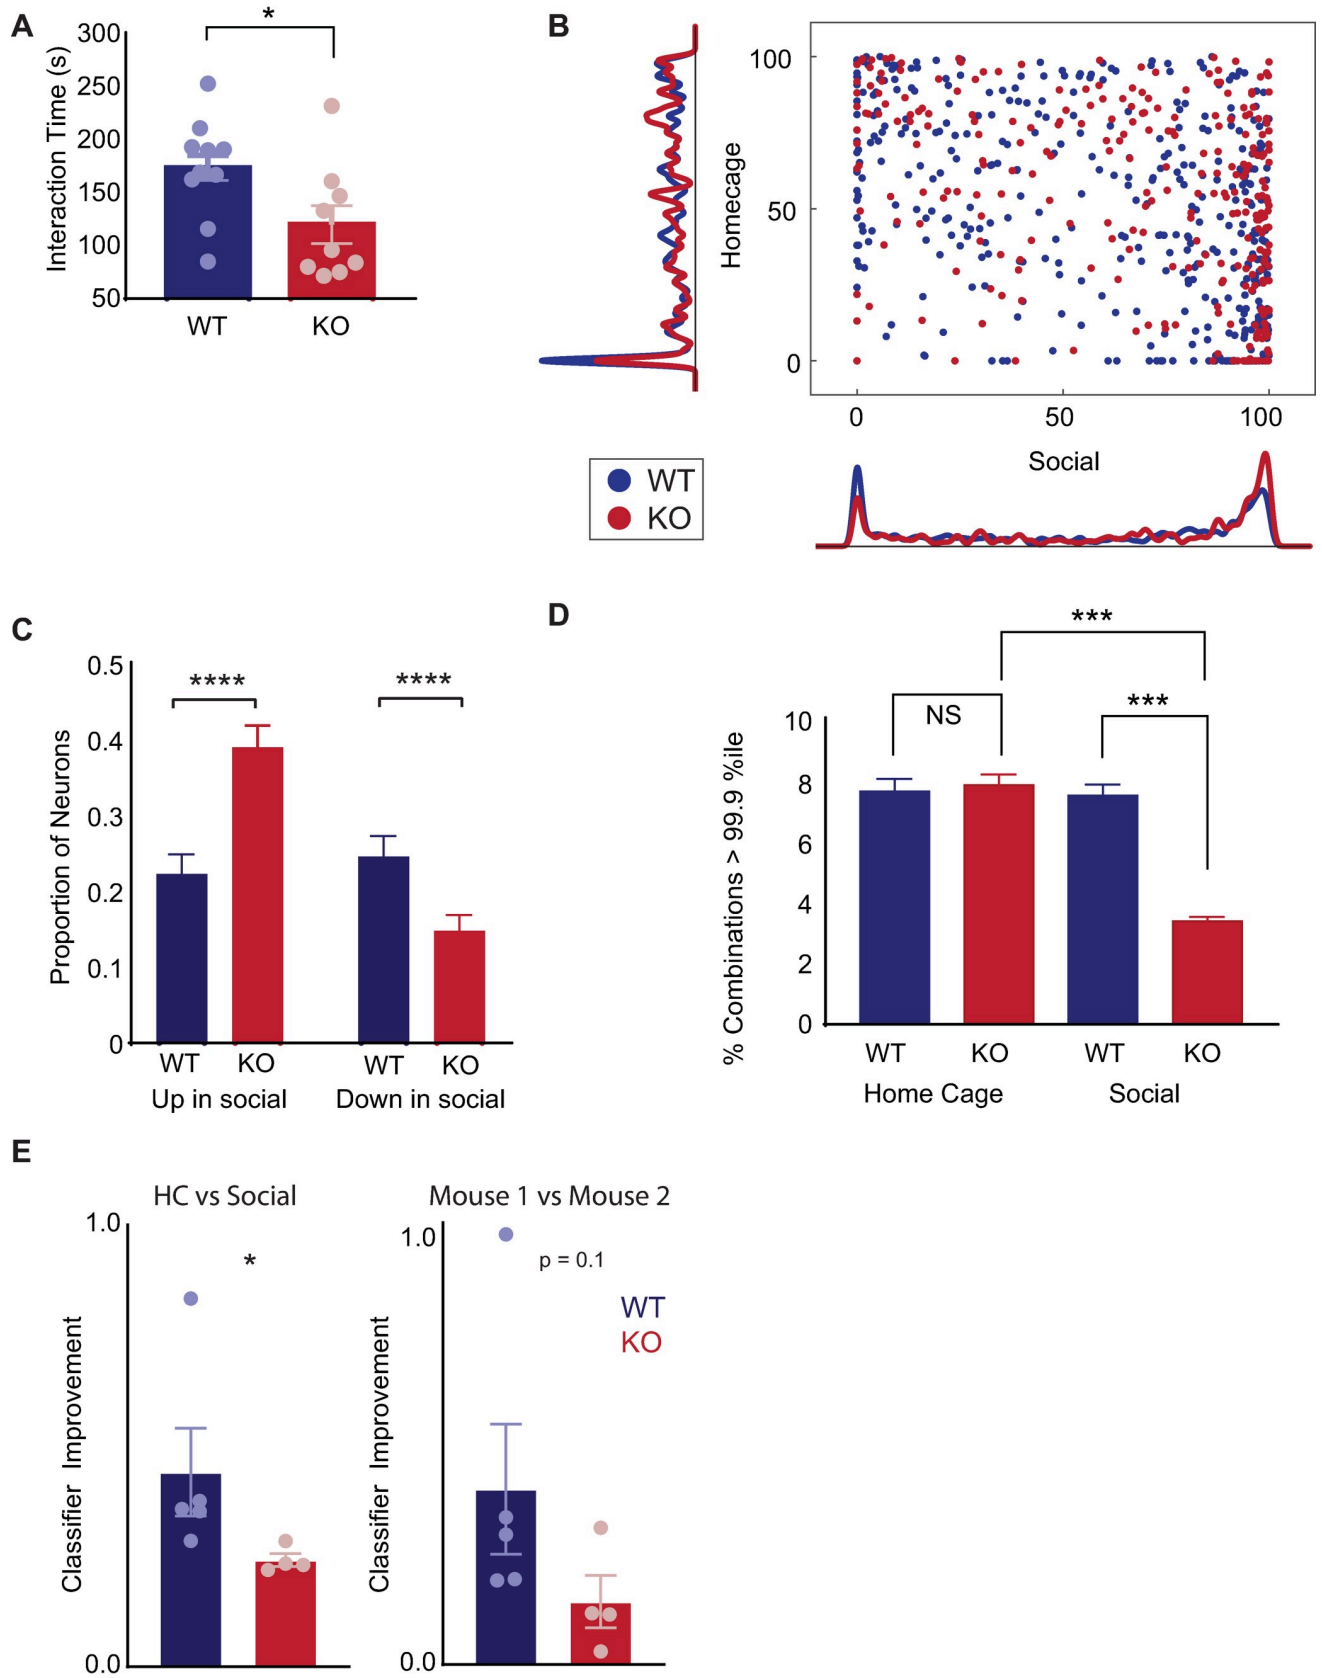 A
Interaction Time (s)
300
250
200
150
100
50
*
WT
KO
B
Homecage
100
50
0
0
50
100
Social
WT
KO
C
Proportion of Neurons
0.5
0.4
0.3
0.2
0.1
0
****
****
WT
KO
WT
KO
Up in social
Down in social
D
% Combinations > 99.9 %ile
10
8
6
4
2
0
***
NS
***
WT
KO
WT
KO
Home Cage
Social
E
HC vs Social
Classifier Improvement
1.0
0.0
*
Mouse 1 vs Mouse 2
Classifier Improvement
1.0
0.0
p = 0.1
WT
KO